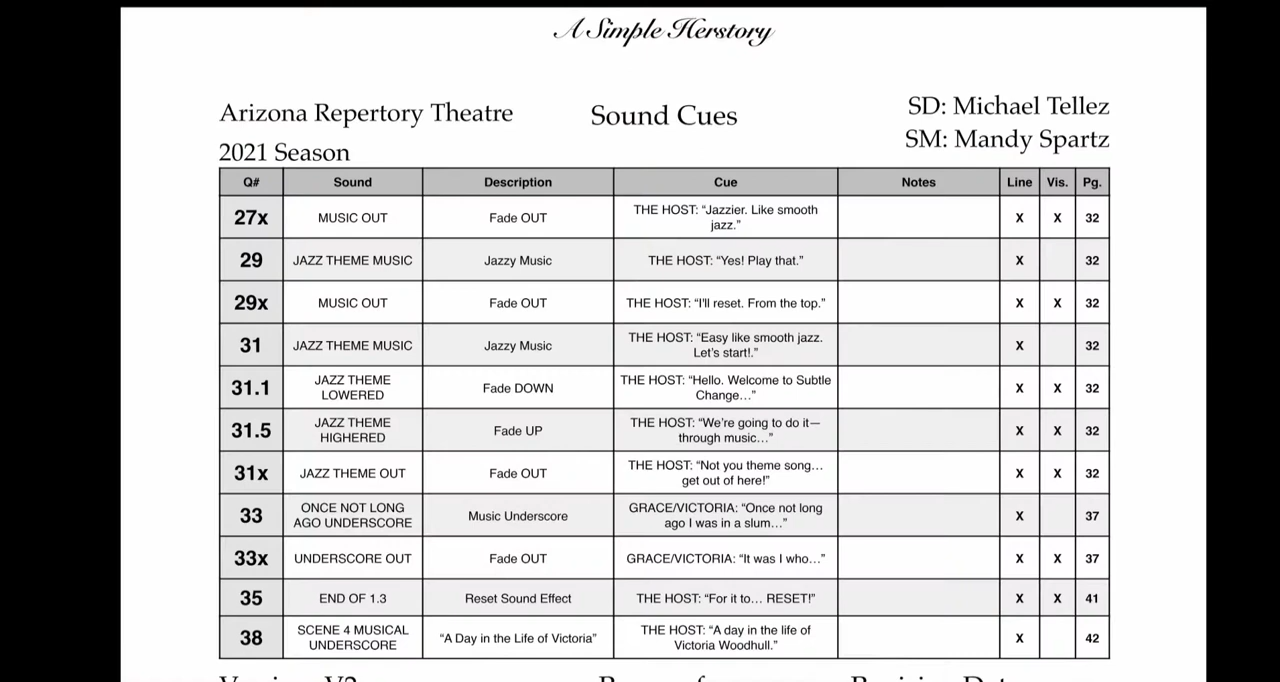 A Simple Herstory
Arizona Repertory Theatre
Sound Cues
SD: Michael Tellez
SM: Mandy Spartz
2021 Season
Q# Sound Description Cue Notes Line Vis. Pg.
27x MUSIC OUT Fade OUT THE HOST: “Jazzier. Like smooth jazz.” X X 32
29 JAZZ THEME MUSIC Jazzy Music THE HOST: “Yes! Play that.” X 32
29x MUSIC OUT Fade OUT THE HOST: “I'll reset. From the top.” X X 32
31 JAZZ THEME MUSIC Jazzy Music THE HOST: “Easy like smooth jazz. Let's start!.” X 32
31.1 JAZZ THEME LOWERED Fade DOWN THE HOST: “Hello. Welcome to Subtle Change…” X X 32
31.5 JAZZ THEME HIGHERED Fade UP THE HOST: “We're going to do it—through music…” X X 32
31x JAZZ THEME OUT Fade OUT THE HOST: “Not you theme song… get out of here!” X X 32
33 ONCE NOT LONG AGO UNDERSCORE Music Underscore GRACE/VICTORIA: “Once not long ago I was in a slum…” X 37
33x UNDERSCORE OUT Fade OUT GRACE/VICTORIA: “It was I who…” X X 37
35 END OF 1.3 Reset Sound Effect THE HOST: “For it to… RESET!” X X 41
38 SCENE 4 MUSICAL UNDERSCORE “A Day in the Life of Victoria” THE HOST: “A day in the life of Victoria Woodhull.” X 42